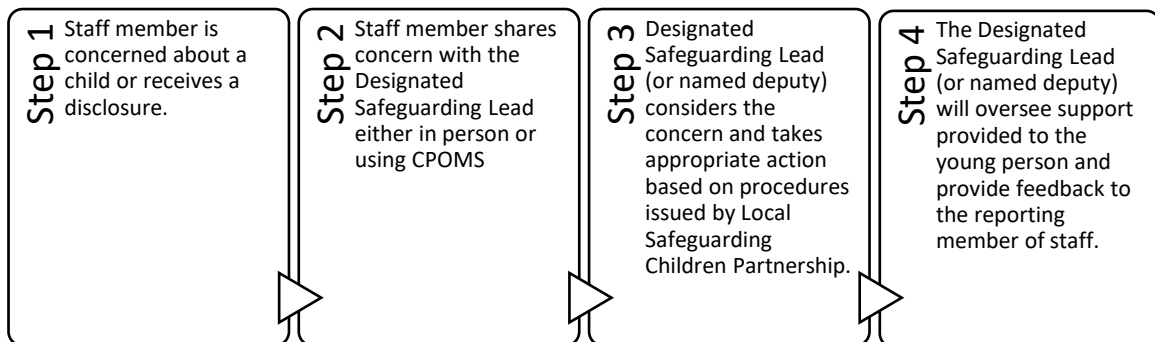 Step 1
Staff member is
concerned about a
child or receives a
disclosure.
Step 2
Staff member shares
concern with the
Designated
Safeguarding Lead
either in person or
using CPOMS
Step 3
Designated
Safeguarding Lead
(or named deputy)
considers the
concern and takes
appropriate action
based on procedures
issued by Local
Safeguarding
Children Partnership.
Step 4
The Designated
Safeguarding Lead
(or named deputy)
will oversee support
provided to the
young person and
provide feedback to
the reporting
member of staff.